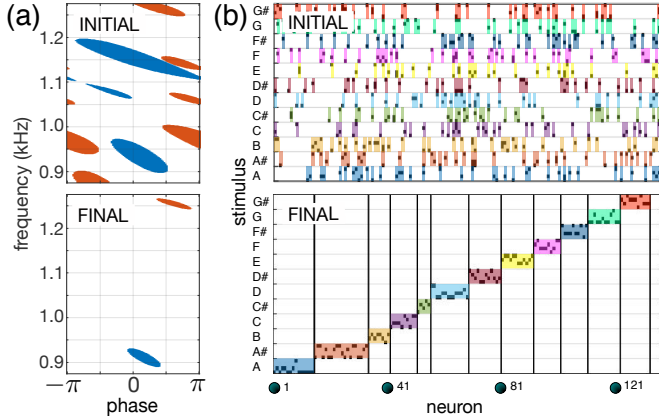 (a)
INITIAL
1.2
1.1
1.0
0.9
FINAL
1.2
1.1
1.0
0.9
−π 0 π
phase
frequency (kHz)
(b)
INITIAL
G#
G
F#
F
E
D#
D
C#
C
B
A#
A
FINAL
G#
G
F#
F
E
D#
D
C#
C
B
A#
A
stimulus
1 41 81 121
neuron